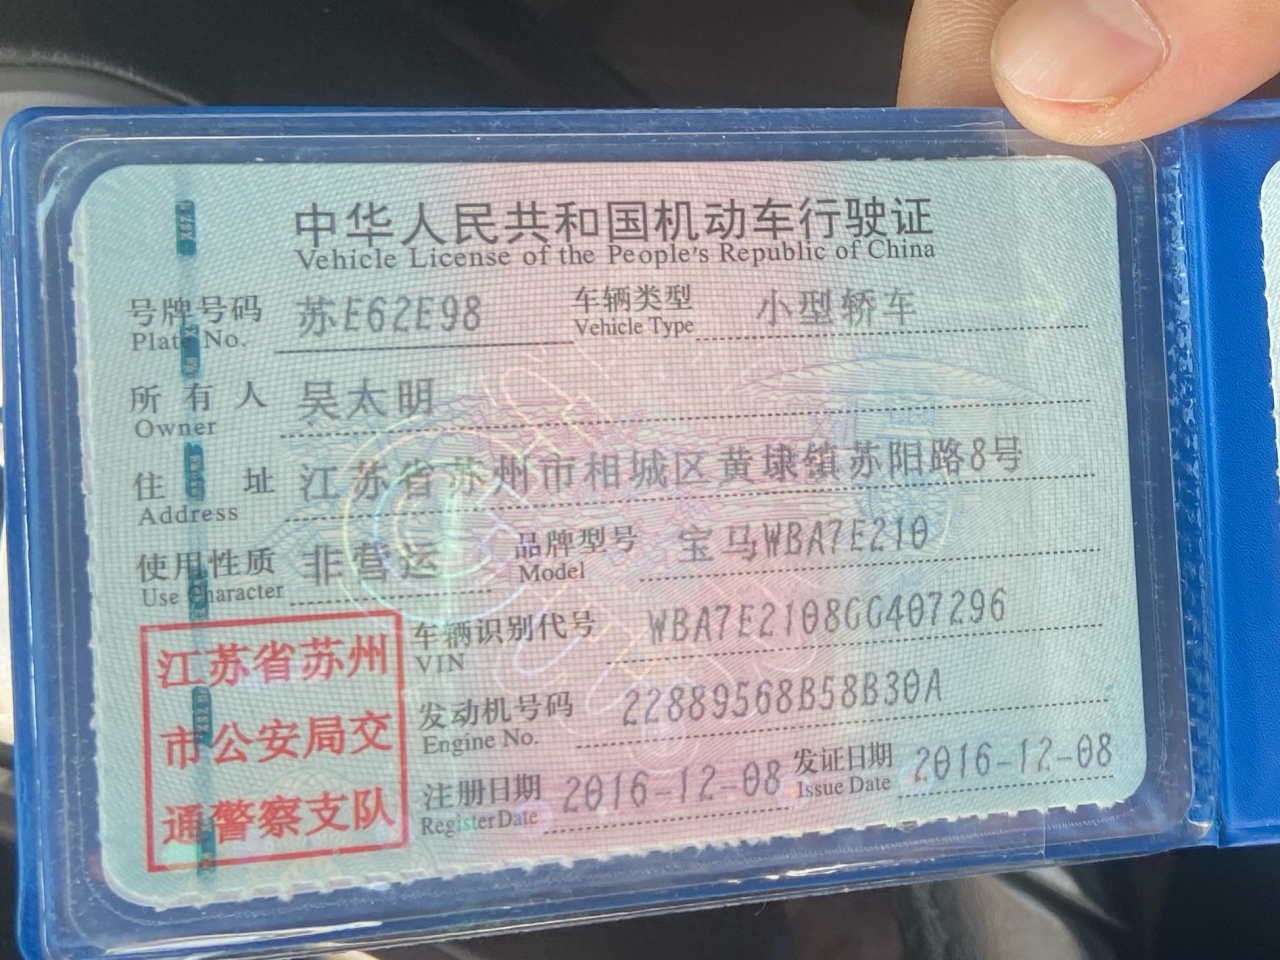 中华人民共和国机动车行驶证
Vehicle License of the People's Republic of China
号牌号码 苏E62E98 车辆类型 小型轿车
Plate No. Vehicle Type
所有人 吴太明
Owner
住址 江苏省苏州市相城区黄埭镇苏阳路8号
Address
使用性质 非营运 品牌型号 宝马WBA7E210
Use Character Model
车辆识别代号 WBA7E2108GG407296
VIN
发动机号码 22889568B58B30A
Engine No.
注册日期 2016-12-08 发证日期 2016-12-08
Register Date Issue Date
江苏省苏州
市公安局交
通警察支队